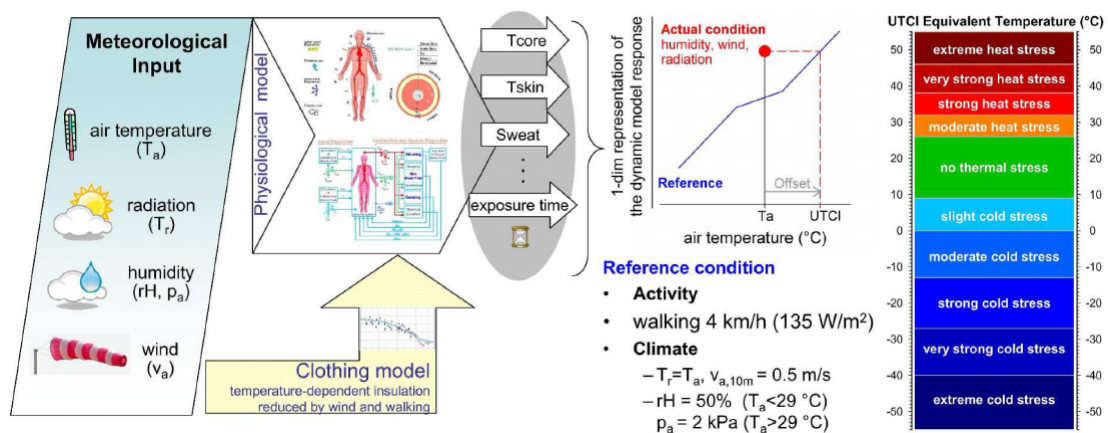 Meteorological
Input
air temperature
(Ta)
radiation
(Tr)
humidity
(rH, pa)
wind
(va)
Physiological model
Clothing model
temperature-dependent insulation
reduced by wind and walking
Tcore
Tskin
Sweat
exposure time
1-dim representation of
the dynamic model response
Actual condition
humidity, wind,
radiation
Reference
Offset
Ta
UTCI
air temperature (°C)
Reference condition
• Activity
• walking 4 km/h (135 W/m²)
• Climate
– Tr=Ta, va,10m = 0.5 m/s
– rH = 50% (Ta<29 °C)
pa = 2 kPa (Ta>29 °C)
UTCI Equivalent Temperature (°C)
50
40
30
20
10
0
-10
-20
-30
-40
-50
extreme heat stress
very strong heat stress
strong heat stress
moderate heat stress
no thermal stress
slight cold stress
moderate cold stress
strong cold stress
very strong cold stress
extreme cold stress
50
40
30
20
10
0
-10
-20
-30
-40
-50